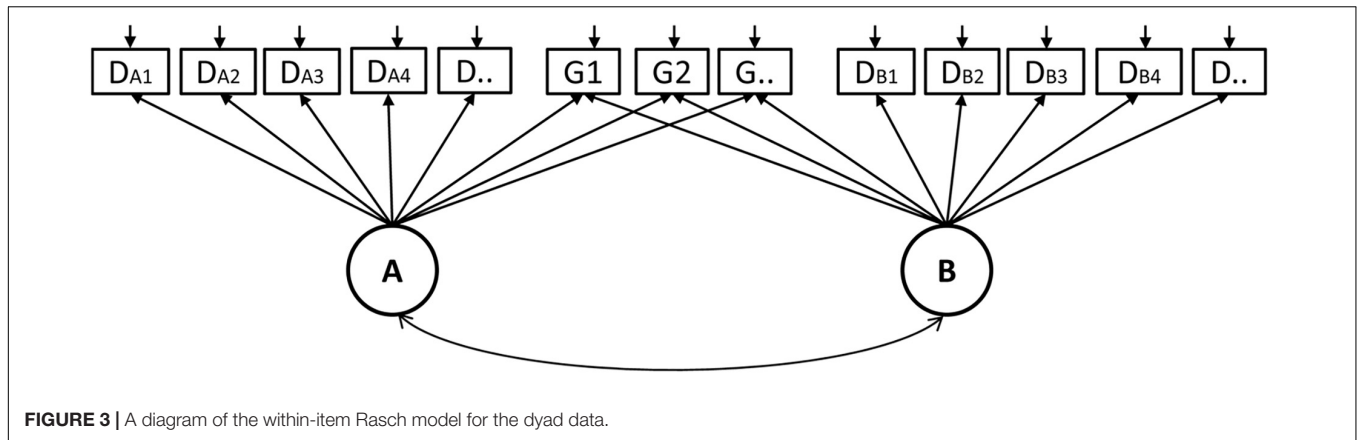 DA1 DA2 DA3 DA4 D.. G1 G2 G.. DB1 DB2 DB3 DB4 D..
A B
FIGURE 3 | A diagram of the within-item Rasch model for the dyad data.